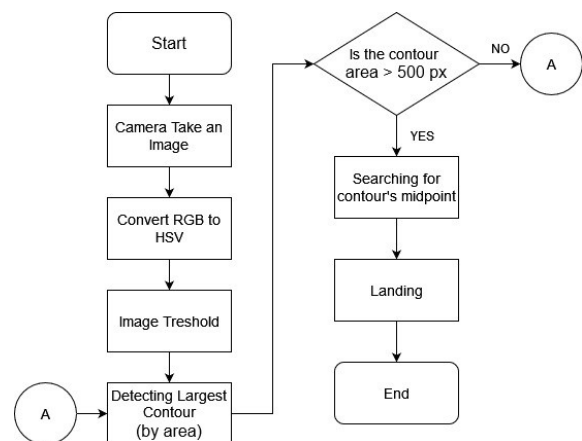 Start
Camera Take an
Image
Convert RGB to
HSV
Image Treshold
A
Detecting Largest
Contour
(by area)
Is the contour
area > 500 px
NO
A
YES
Searching for
contour's midpoint
Landing
End